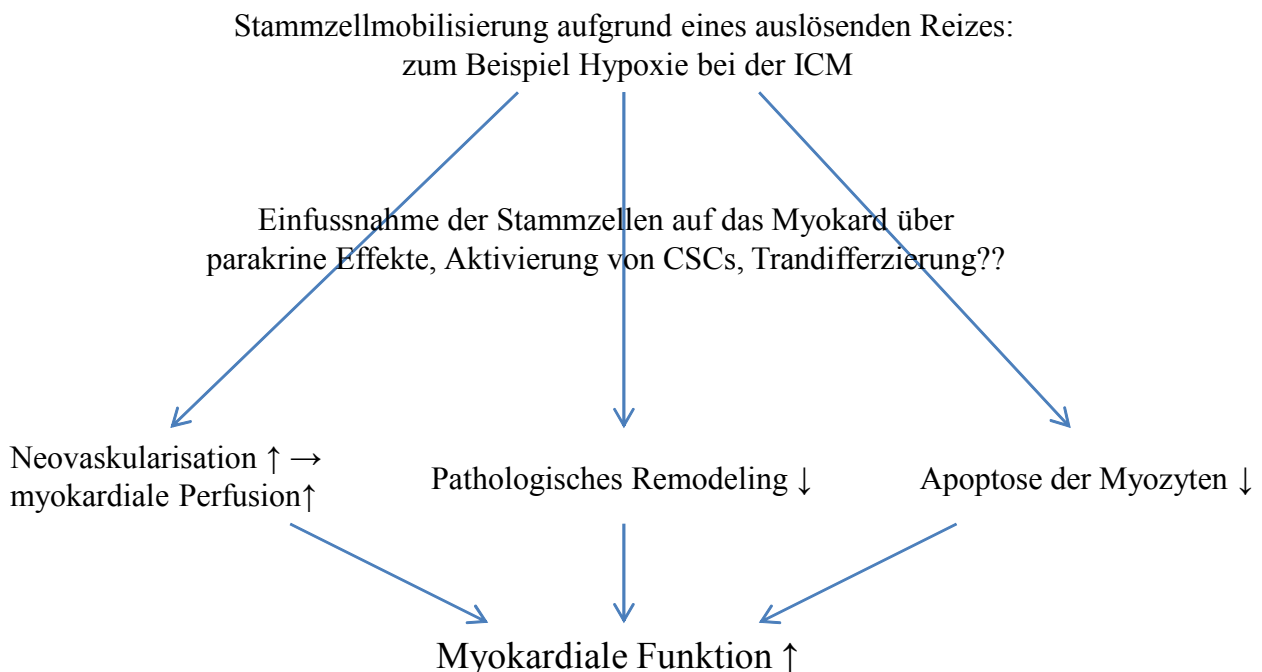 Stammzellmobilisierung aufgrund eines auslösenden Reizes:
zum Beispiel Hypoxie bei der ICM
Einfussnahme der Stammzellen auf das Myokard über
parakrine Effekte, Aktivierung von CSCs, Trandifferzierung??
Neovaskularisation ↑ →
myokardiale Perfusion↑
Pathologisches Remodeling ↓
Apoptose der Myozyten ↓
Myokardiale Funktion ↑